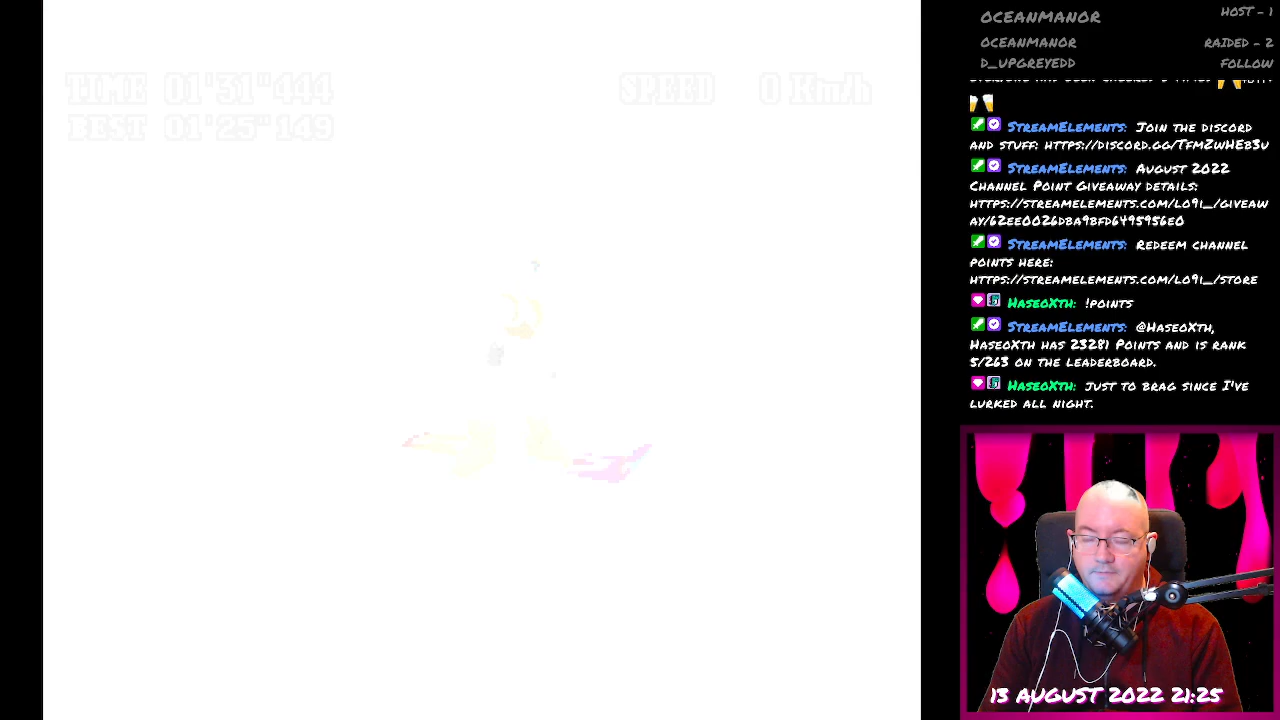 TIME 01'31"444
SPEED 0 Km/h
BEST 01'25"149
OCEANMANOR HOST - 1
OCEANMANOR RAIDED - 2
D_UPGREYEDD FOLLOW
STREAMELEMENTS: JOIN THE DISCORD
AND STUFF: HTTPS://DISCORD.GG/TFMZWHE83U
STREAMELEMENTS: AUGUST 2022
CHANNEL POINT GIVEAWAY DETAILS:
HTTPS://STREAMELEMENTS.COM/LO9I_/GIVEAW
AY/62EE0026DBA98FD6495956E0
STREAMELEMENTS: REDEEM CHANNEL
POINTS HERE:
HTTPS://STREAMELEMENTS.COM/LO9I_/STORE
HASEOXTH: !POINTS
STREAMELEMENTS: @HASEOXTH,
HASEOXTH HAS 23281 POINTS AND IS RANK
5/263 ON THE LEADERBOARD.
HASEOXTH: JUST TO BRAG SINCE I'VE
LURKED ALL NIGHT.
13 AUGUST 2022 21:25